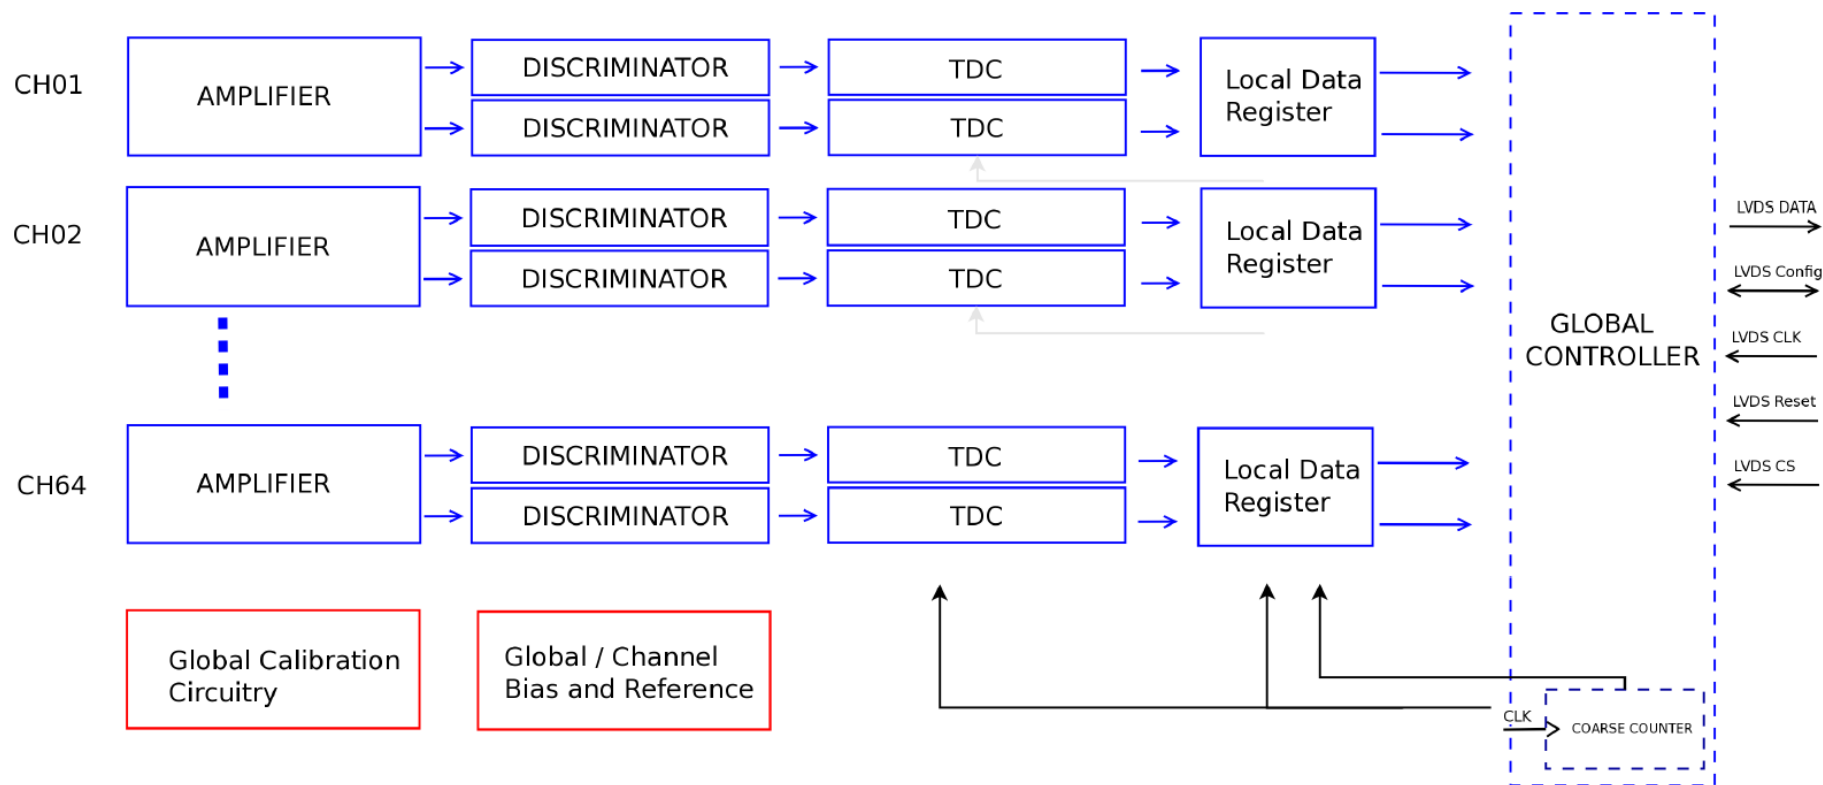 CH01
AMPLIFIER
DISCRIMINATOR
DISCRIMINATOR
TDC
TDC
Local Data
Register
CH02
AMPLIFIER
DISCRIMINATOR
DISCRIMINATOR
TDC
TDC
Local Data
Register
CH64
AMPLIFIER
DISCRIMINATOR
DISCRIMINATOR
TDC
TDC
Local Data
Register
GLOBAL
CONTROLLER
LVDS DATA
LVDS Config
LVDS CLK
LVDS Reset
LVDS CS
Global Calibration
Circuitry
Global / Channel
Bias and Reference
CLK
COARSE COUNTER